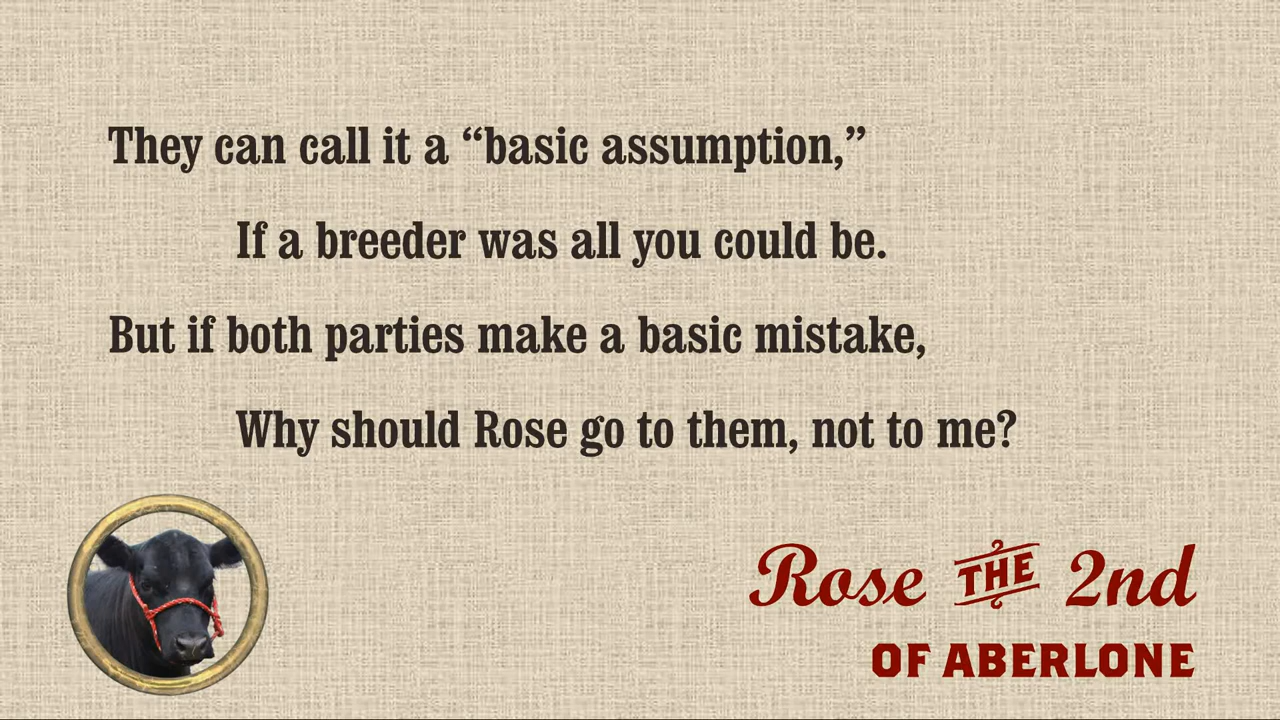 They can call it a “basic assumption,”
If a breeder was all you could be.
But if both parties make a basic mistake,
Why should Rose go to them, not to me?
Rose THE 2nd
OF ABERLONE